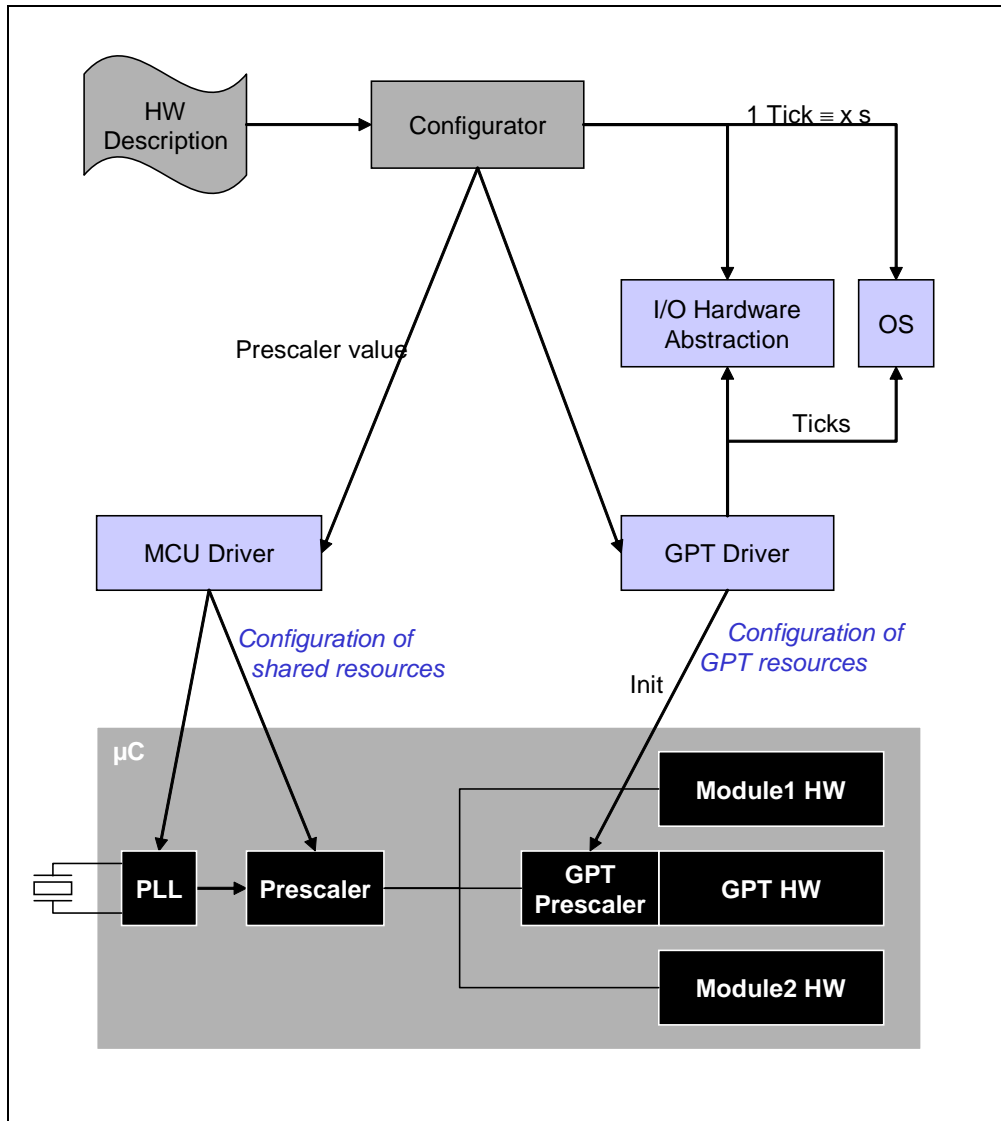 HW
Description
Configurator
1 Tick ≡ x s
I/O Hardware
Abstraction
OS
Prescaler value
Ticks
MCU Driver
GPT Driver
Configuration of
shared resources
Configuration of
GPT resources
Init
µC
Module1 HW
PLL
Prescaler
GPT
Prescaler
GPT HW
Module2 HW